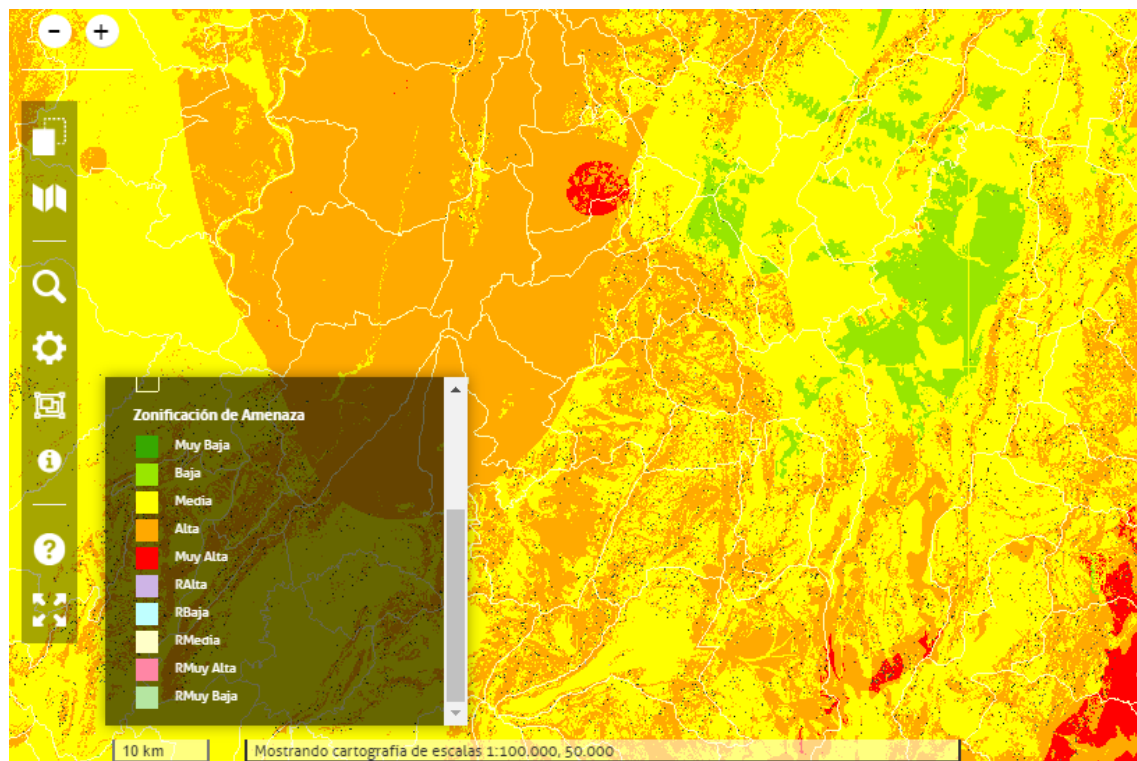 - +
Zonificación de Amenaza
Muy Baja
Baja
Media
Alta
Muy Alta
RAlta
RBaja
RMedia
RMuy Alta
RMuy Baja
10 km
Mostrando cartografia de escalas 1:100.000, 50.000